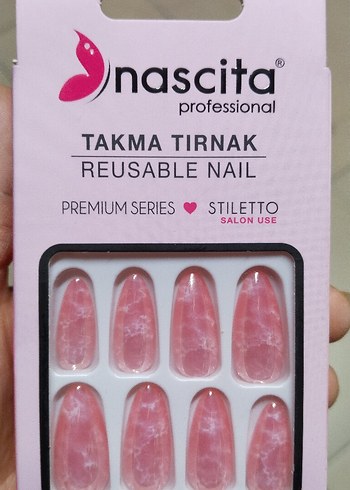 nascita®
professional
TAKMA TIRNAK
REUSABLE NAIL
PREMIUM SERIES ♥ STILETTO
SALON USE